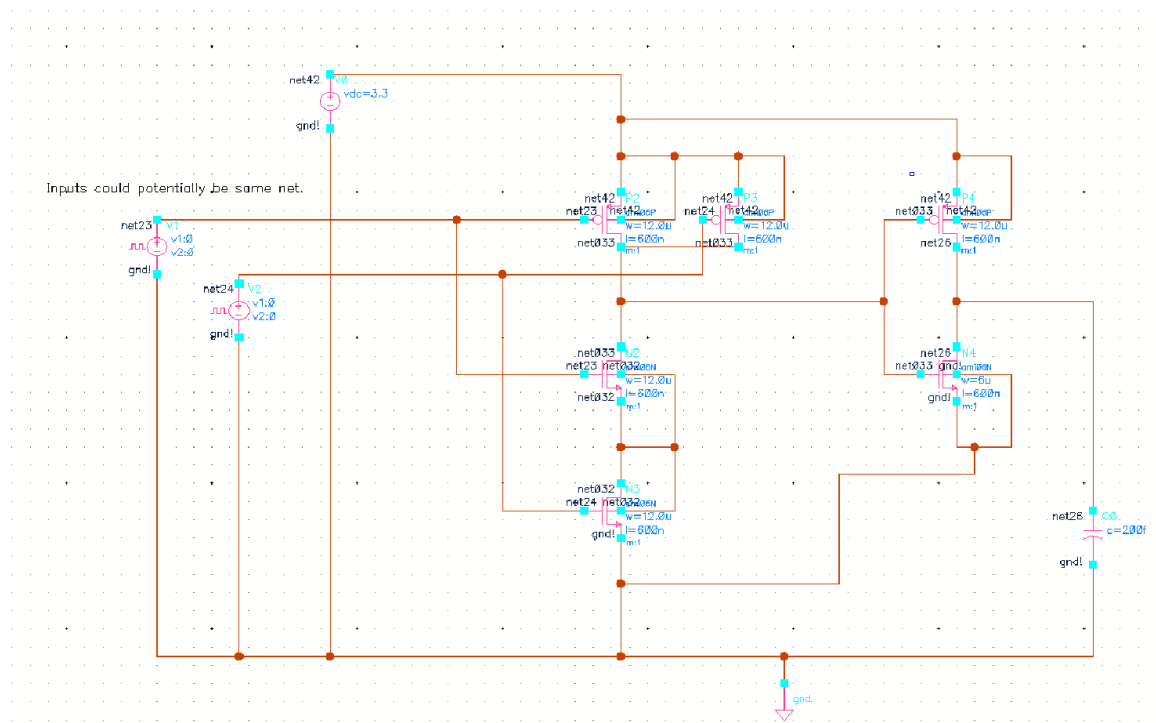 net42 V0
vdc=3.3
gnd!
Inputs could potentially be same net.
net23 V1
v1:0
v2:0
gnd!
net24 V2
v1:0
v2:0
gnd!
net42 P2
net23 net42
w=12.0u
l=600n
net033
m:1
net42 P3
net24 net42
w=12.0u
l=600n
net033
m:1
net42 P4
net033 net42
w=12.0u
l=600n
net26
m:1
net033 N2
net23 net032
w=12.0u
l=600n
net032
m:1
net26 N4
net033 gnd!
w=6u
l=600n
gnd!
m:1
net032 N3
net24 net032
w=12.0u
l=600n
gnd!
m:1
net26 C0
c=200f
gnd!
gnd